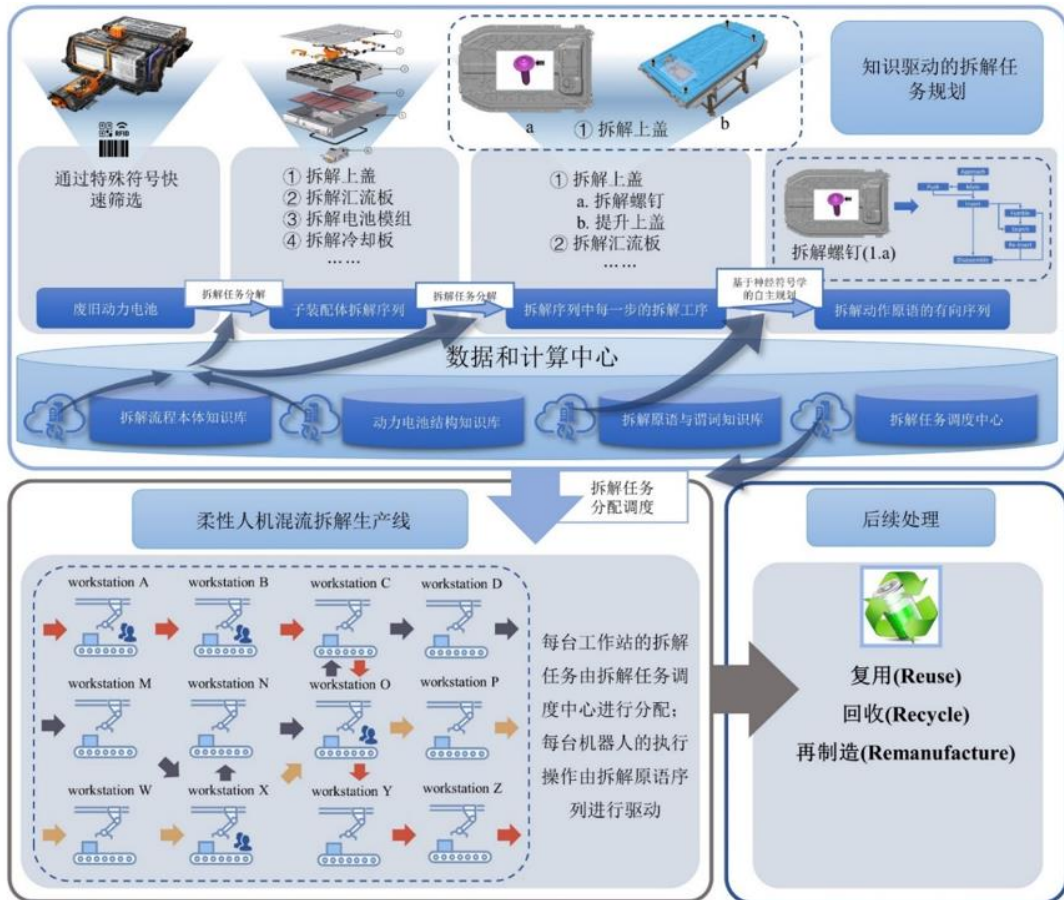 知识驱动的拆解任
务规划
RFID
通过特殊符号快
速筛选
① 拆解上盖
② 拆解汇流板
③ 拆解电池模组
④ 拆解冷却板
……
a
① 拆解上盖
b
① 拆解上盖
a. 拆解螺钉
b. 提升上盖
② 拆解汇流板
……
拆解螺钉(1.a)
Approach
Push
Mate
Insert
Fumble
Search
Re-insert
Disassemble
废旧动力电池
拆解任务分解
子装配体拆解序列
拆解任务分解
拆解序列中每一步的拆解工序
基于神经符号学
的自主规划
拆解动作原语的有向序列
数据和计算中心
拆解流程本体知识库
动力电池结构知识库
拆解原语与谓词知识库
拆解任务调度中心
拆解任务
分配调度
柔性人机混流拆解生产线
workstation A
workstation B
workstation C
workstation D
workstation M
workstation N
workstation O
workstation P
workstation W
workstation X
workstation Y
workstation Z
每台工作站的拆解
任务由拆解任务调
度中心进行分配;
每台机器人的执行
操作由拆解原语序
列进行驱动
后续处理
复用(Reuse)
回收(Recycle)
再制造(Remanufacture)